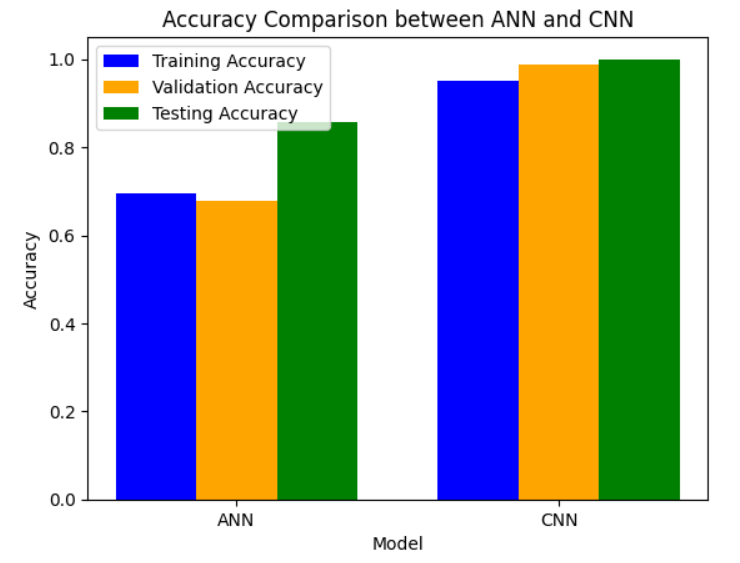 Accuracy Comparison between ANN and CNN
Training Accuracy
Validation Accuracy
Testing Accuracy
1.0
0.8
0.6
0.4
0.2
0.0
Accuracy
ANN
CNN
Model